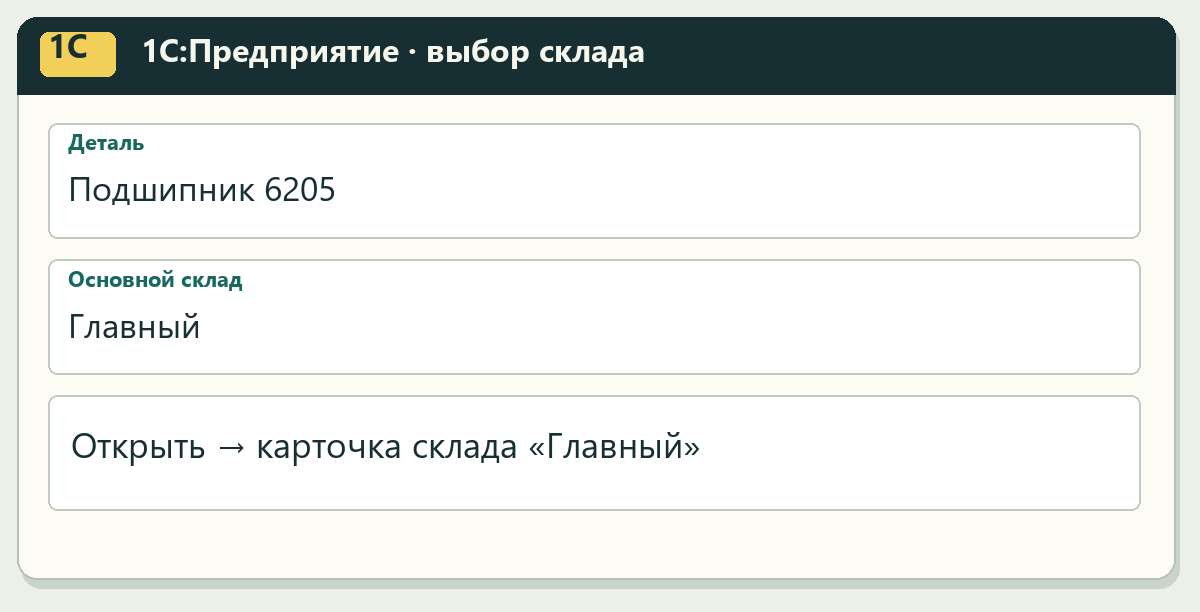 1С
1С:Предприятие · выбор склада
Деталь
Подшипник 6205
Основной склад
Главный
Открыть → карточка склада «Главный»